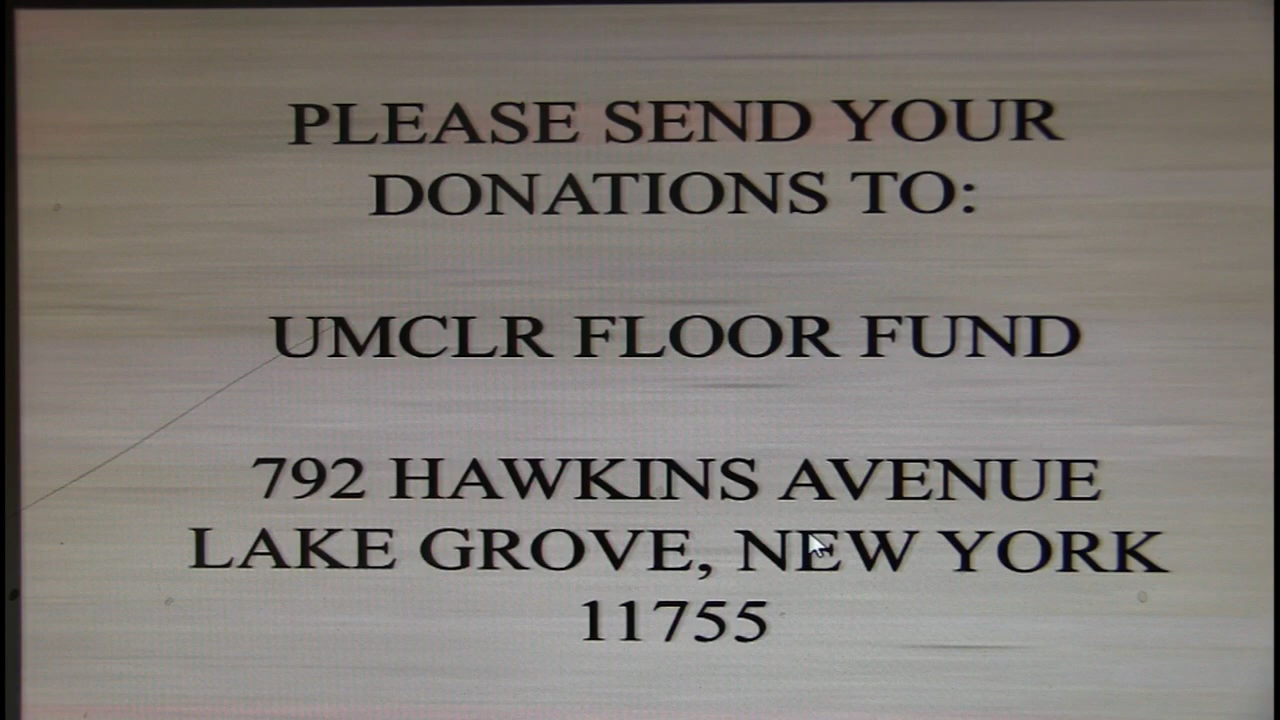 PLEASE SEND YOUR
DONATIONS TO:
UMCLR FLOOR FUND
792 HAWKINS AVENUE
LAKE GROVE, NEW YORK
11755